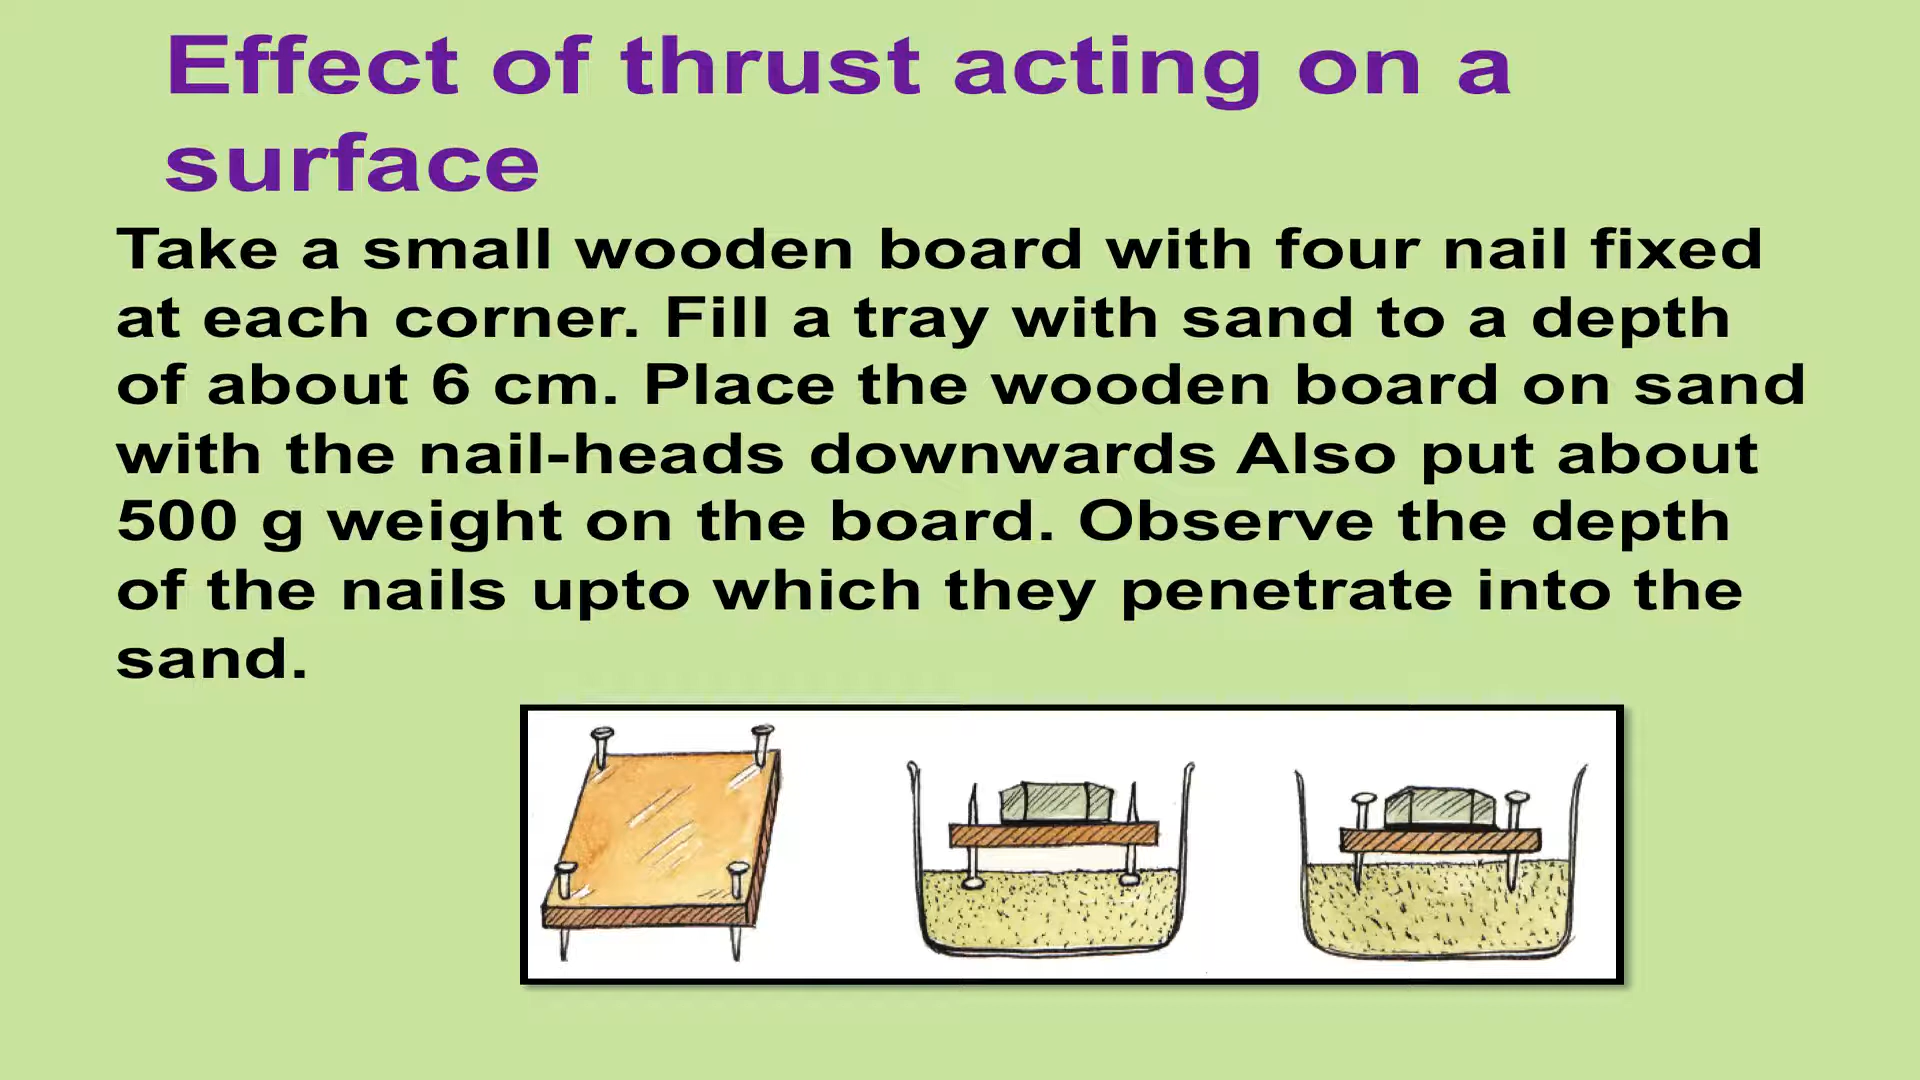 Effect of thrust acting on a
surface
Take a small wooden board with four nail fixed
at each corner. Fill a tray with sand to a depth
of about 6 cm. Place the wooden board on sand
with the nail-heads downwards Also put about
500 g weight on the board. Observe the depth
of the nails upto which they penetrate into the
sand.